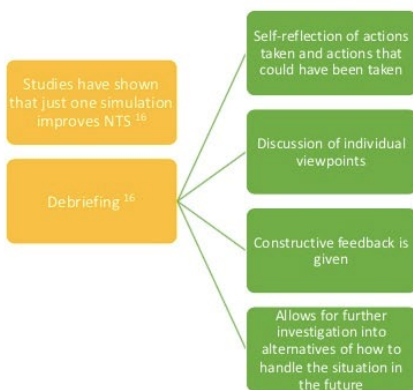 Studies have shown
that just one simulation
improves NTS 16
Debriefing 16
Self-reflection of actions
taken and actions that
could have been taken
Discussion of individual
viewpoints
Constructive feedback is
given
Allows for further
investigation into
alternatives of how to
handle the situation in
the future